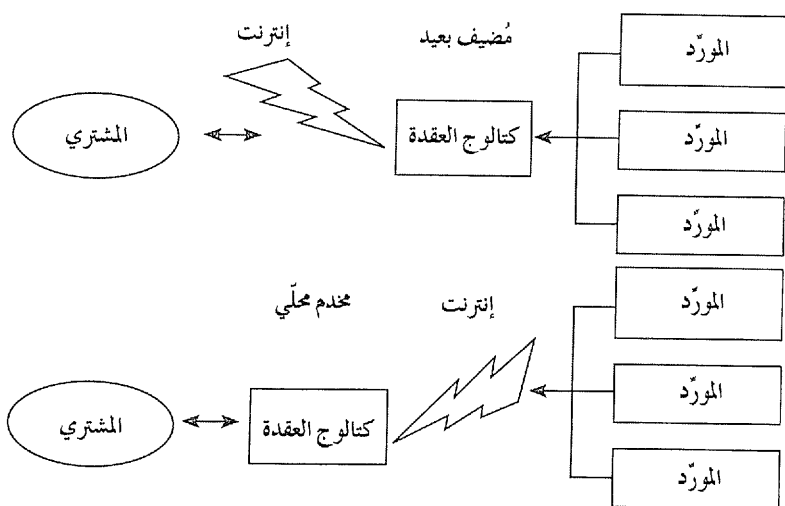 إنترنت
مُضيف بعيد
المورّد
المشتري
كتالوج العقدة
المورّد
المورّد
مخدم محلّي
إنترنت
المورّد
المشتري
كتالوج العقدة
المورّد
المورّد